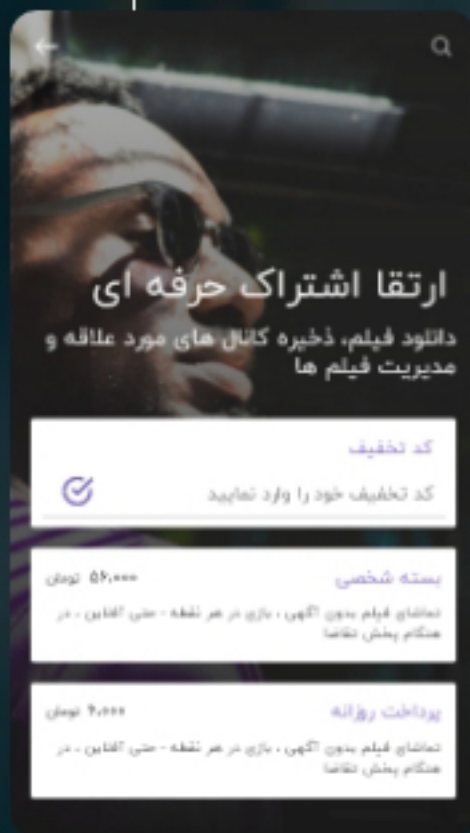 ارتقا اشتراک حرفه ای
دانلود فیلم، ذخیره کانال های مورد علاقه و
مدیریت فیلم ها
کد تخفیف
کد تخفیف خود را وارد نمایید
بسته شخصی
۵۶,۰۰۰ تومان
تماشای فیلم بدون آگهی ، بازی در هر نقطه - حتی آفلاین - در
هنگام پخش تقاضا
پرداخت روزانه
تومان
تماشای فیلم بدون آگهی ، بازی در هر نقطه - حتی آفلاین - در
هنگام پخش تقاضا